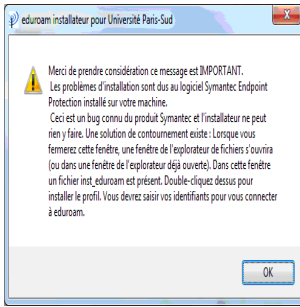 eduroam installateur pour Université Paris-Sud
Merci de prendre considération ce message est IMPORTANT.
Les problèmes d'installation sont dus au logiciel Symantec Endpoint
Protection installé sur votre machine.
Ceci est un bug connu du produit Symantec et l'installateur ne peut
rien y faire. Une solution de contournement existe : Lorsque vous
fermerez cette fenêtre, une fenêtre de l'explorateur de fichiers s'ouvrira
(ou dans une fenêtre de l'explorateur déjà ouverte). Dans cette fenêtre
un fichier inst_eduroam est présent. Double-cliquez dessus pour
installer le profil. Vous devrez saisir vos identifiants pour vous connecter
à eduroam.
OK